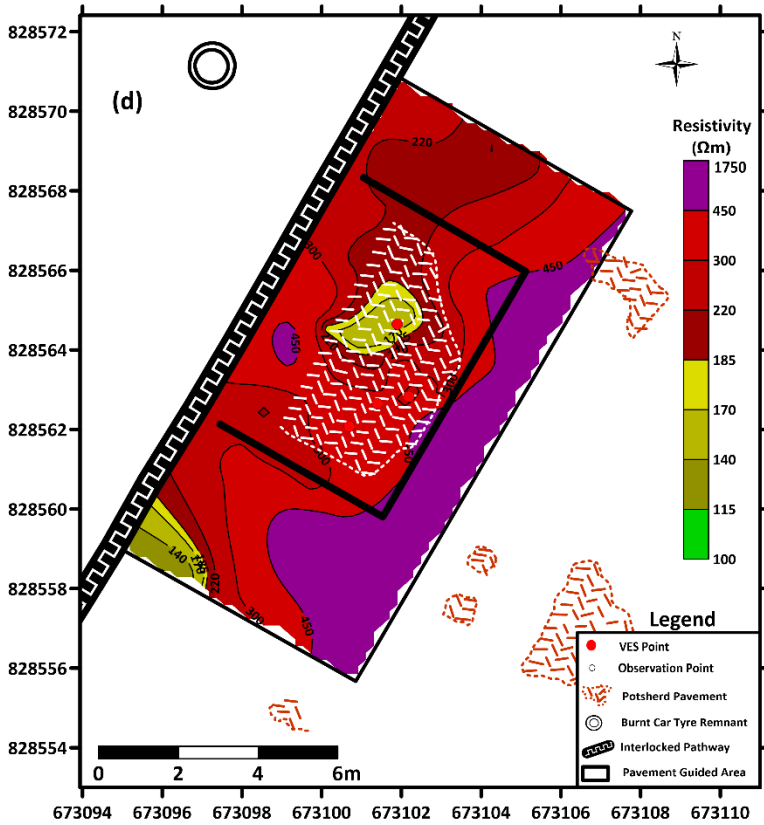 828572
828570
828568
828566
828564
828562
828560
828558
828556
828554
(d)
N
Resistivity
(Ωm)
1750
450
300
220
185
170
140
115
100
220
300
450
450
300
140
220
300
450
Legend
VES Point
Observation Point
Potsherd Pavement
Burnt Car Tyre Remnant
Interlocked Pathway
Pavement Guided Area
0 2 4 6m
673094 673096 673098 673100 673102 673104 673106 673108 673110